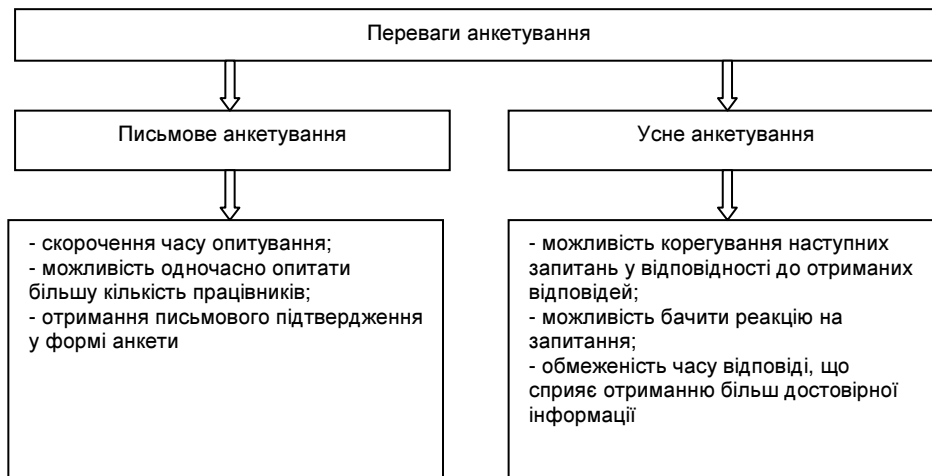 Переваги анкетування
Письмове анкетування
Усне анкетування
- скорочення часу опитування;
- можливість одночасно опитати
більшу кількість працівників;
- отримання письмового підтвердження
у формі анкети
- можливість корегування наступних
запитань у відповідності до отриманих
відповідей;
- можливість бачити реакцію на
запитання;
- обмеженість часу відповіді, що
сприяє отриманню більш достовірної
інформації